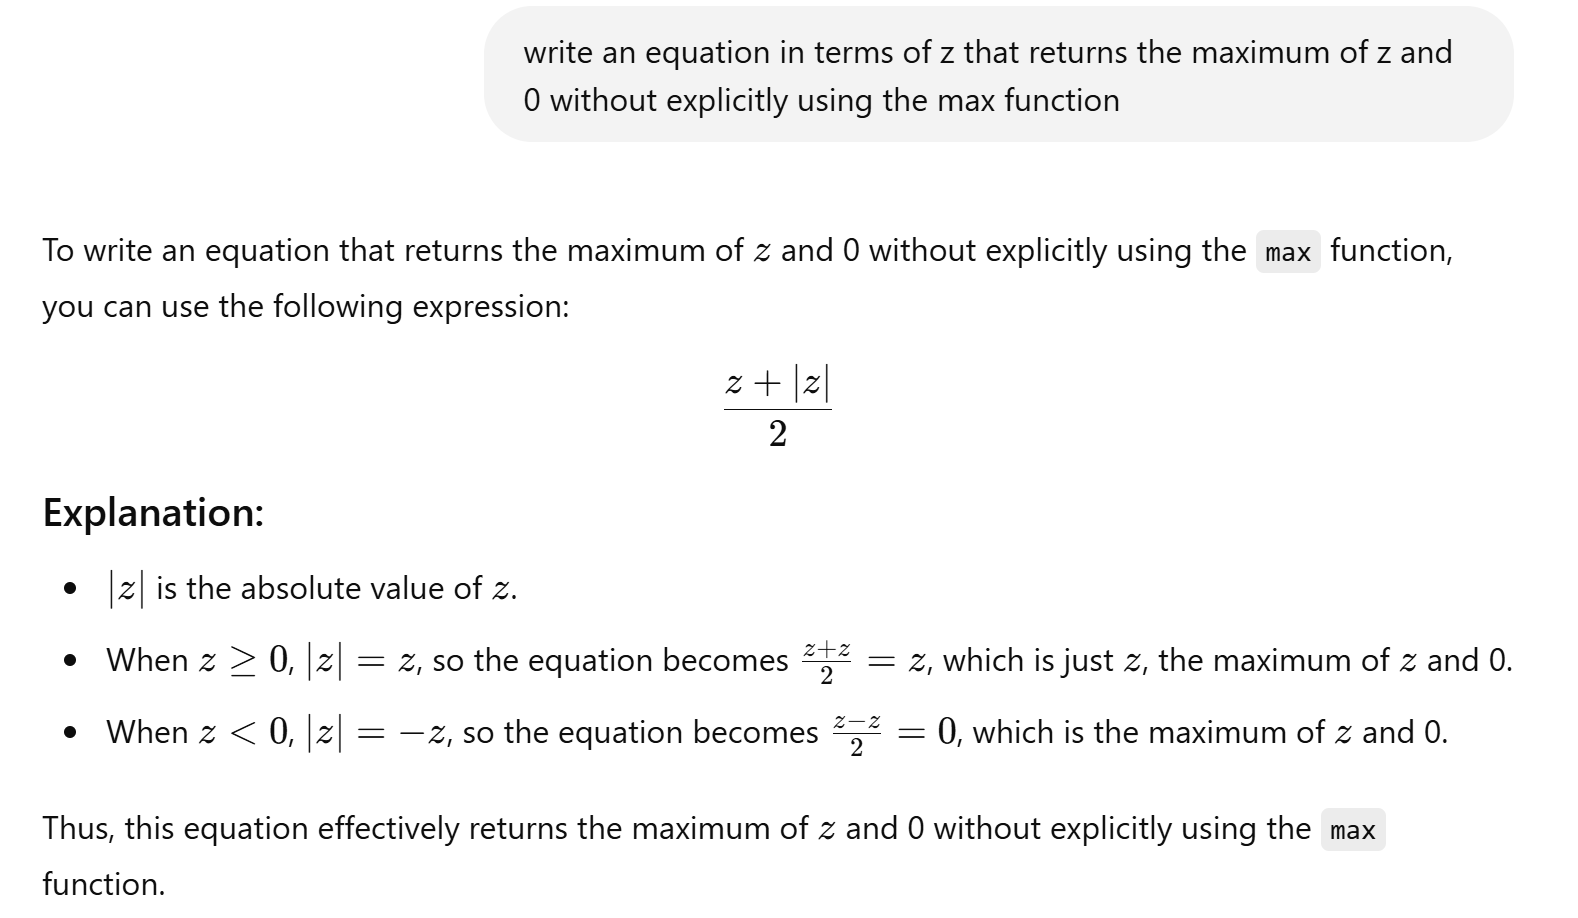 write an equation in terms of z that returns the maximum of z and
0 without explicitly using the max function
To write an equation that returns the maximum of z and 0 without explicitly using the max function,
you can use the following expression:
z + |z|
2
Explanation:
• |z| is the absolute value of z.
• When z ≥ 0, |z| = z, so the equation becomes z+z/2 = z, which is just z, the maximum of z and 0.
• When z < 0, |z| = −z, so the equation becomes z−z/2 = 0, which is the maximum of z and 0.
Thus, this equation effectively returns the maximum of z and 0 without explicitly using the max
function.